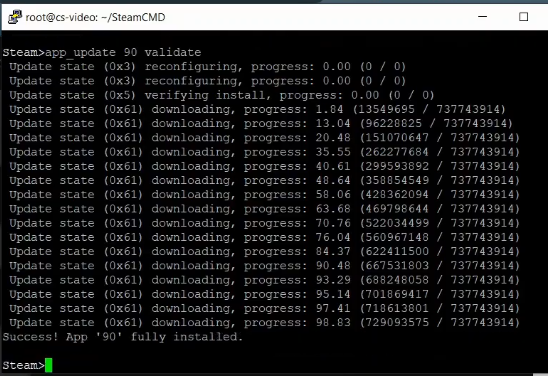 root@cs-video: ~/SteamCMD
Steam>app_update 90 validate
Update state (0x3) reconfiguring, progress: 0.00 (0 / 0)
Update state (0x3) reconfiguring, progress: 0.00 (0 / 0)
Update state (0x5) verifying install, progress: 0.00 (0 / 0)
Update state (0x61) downloading, progress: 1.84 (13549695 / 737743914)
Update state (0x61) downloading, progress: 13.04 (96228825 / 737743914)
Update state (0x61) downloading, progress: 20.48 (151070647 / 737743914)
Update state (0x61) downloading, progress: 35.55 (262277684 / 737743914)
Update state (0x61) downloading, progress: 40.61 (299593892 / 737743914)
Update state (0x61) downloading, progress: 48.64 (358854549 / 737743914)
Update state (0x61) downloading, progress: 58.06 (428362094 / 737743914)
Update state (0x61) downloading, progress: 63.68 (469798644 / 737743914)
Update state (0x61) downloading, progress: 70.76 (522034499 / 737743914)
Update state (0x61) downloading, progress: 76.04 (560967148 / 737743914)
Update state (0x61) downloading, progress: 84.37 (622411500 / 737743914)
Update state (0x61) downloading, progress: 90.48 (667531803 / 737743914)
Update state (0x61) downloading, progress: 93.29 (688248058 / 737743914)
Update state (0x61) downloading, progress: 95.14 (701869417 / 737743914)
Update state (0x61) downloading, progress: 97.41 (718613801 / 737743914)
Update state (0x61) downloading, progress: 98.83 (729093575 / 737743914)
Success! App '90' fully installed.
Steam>